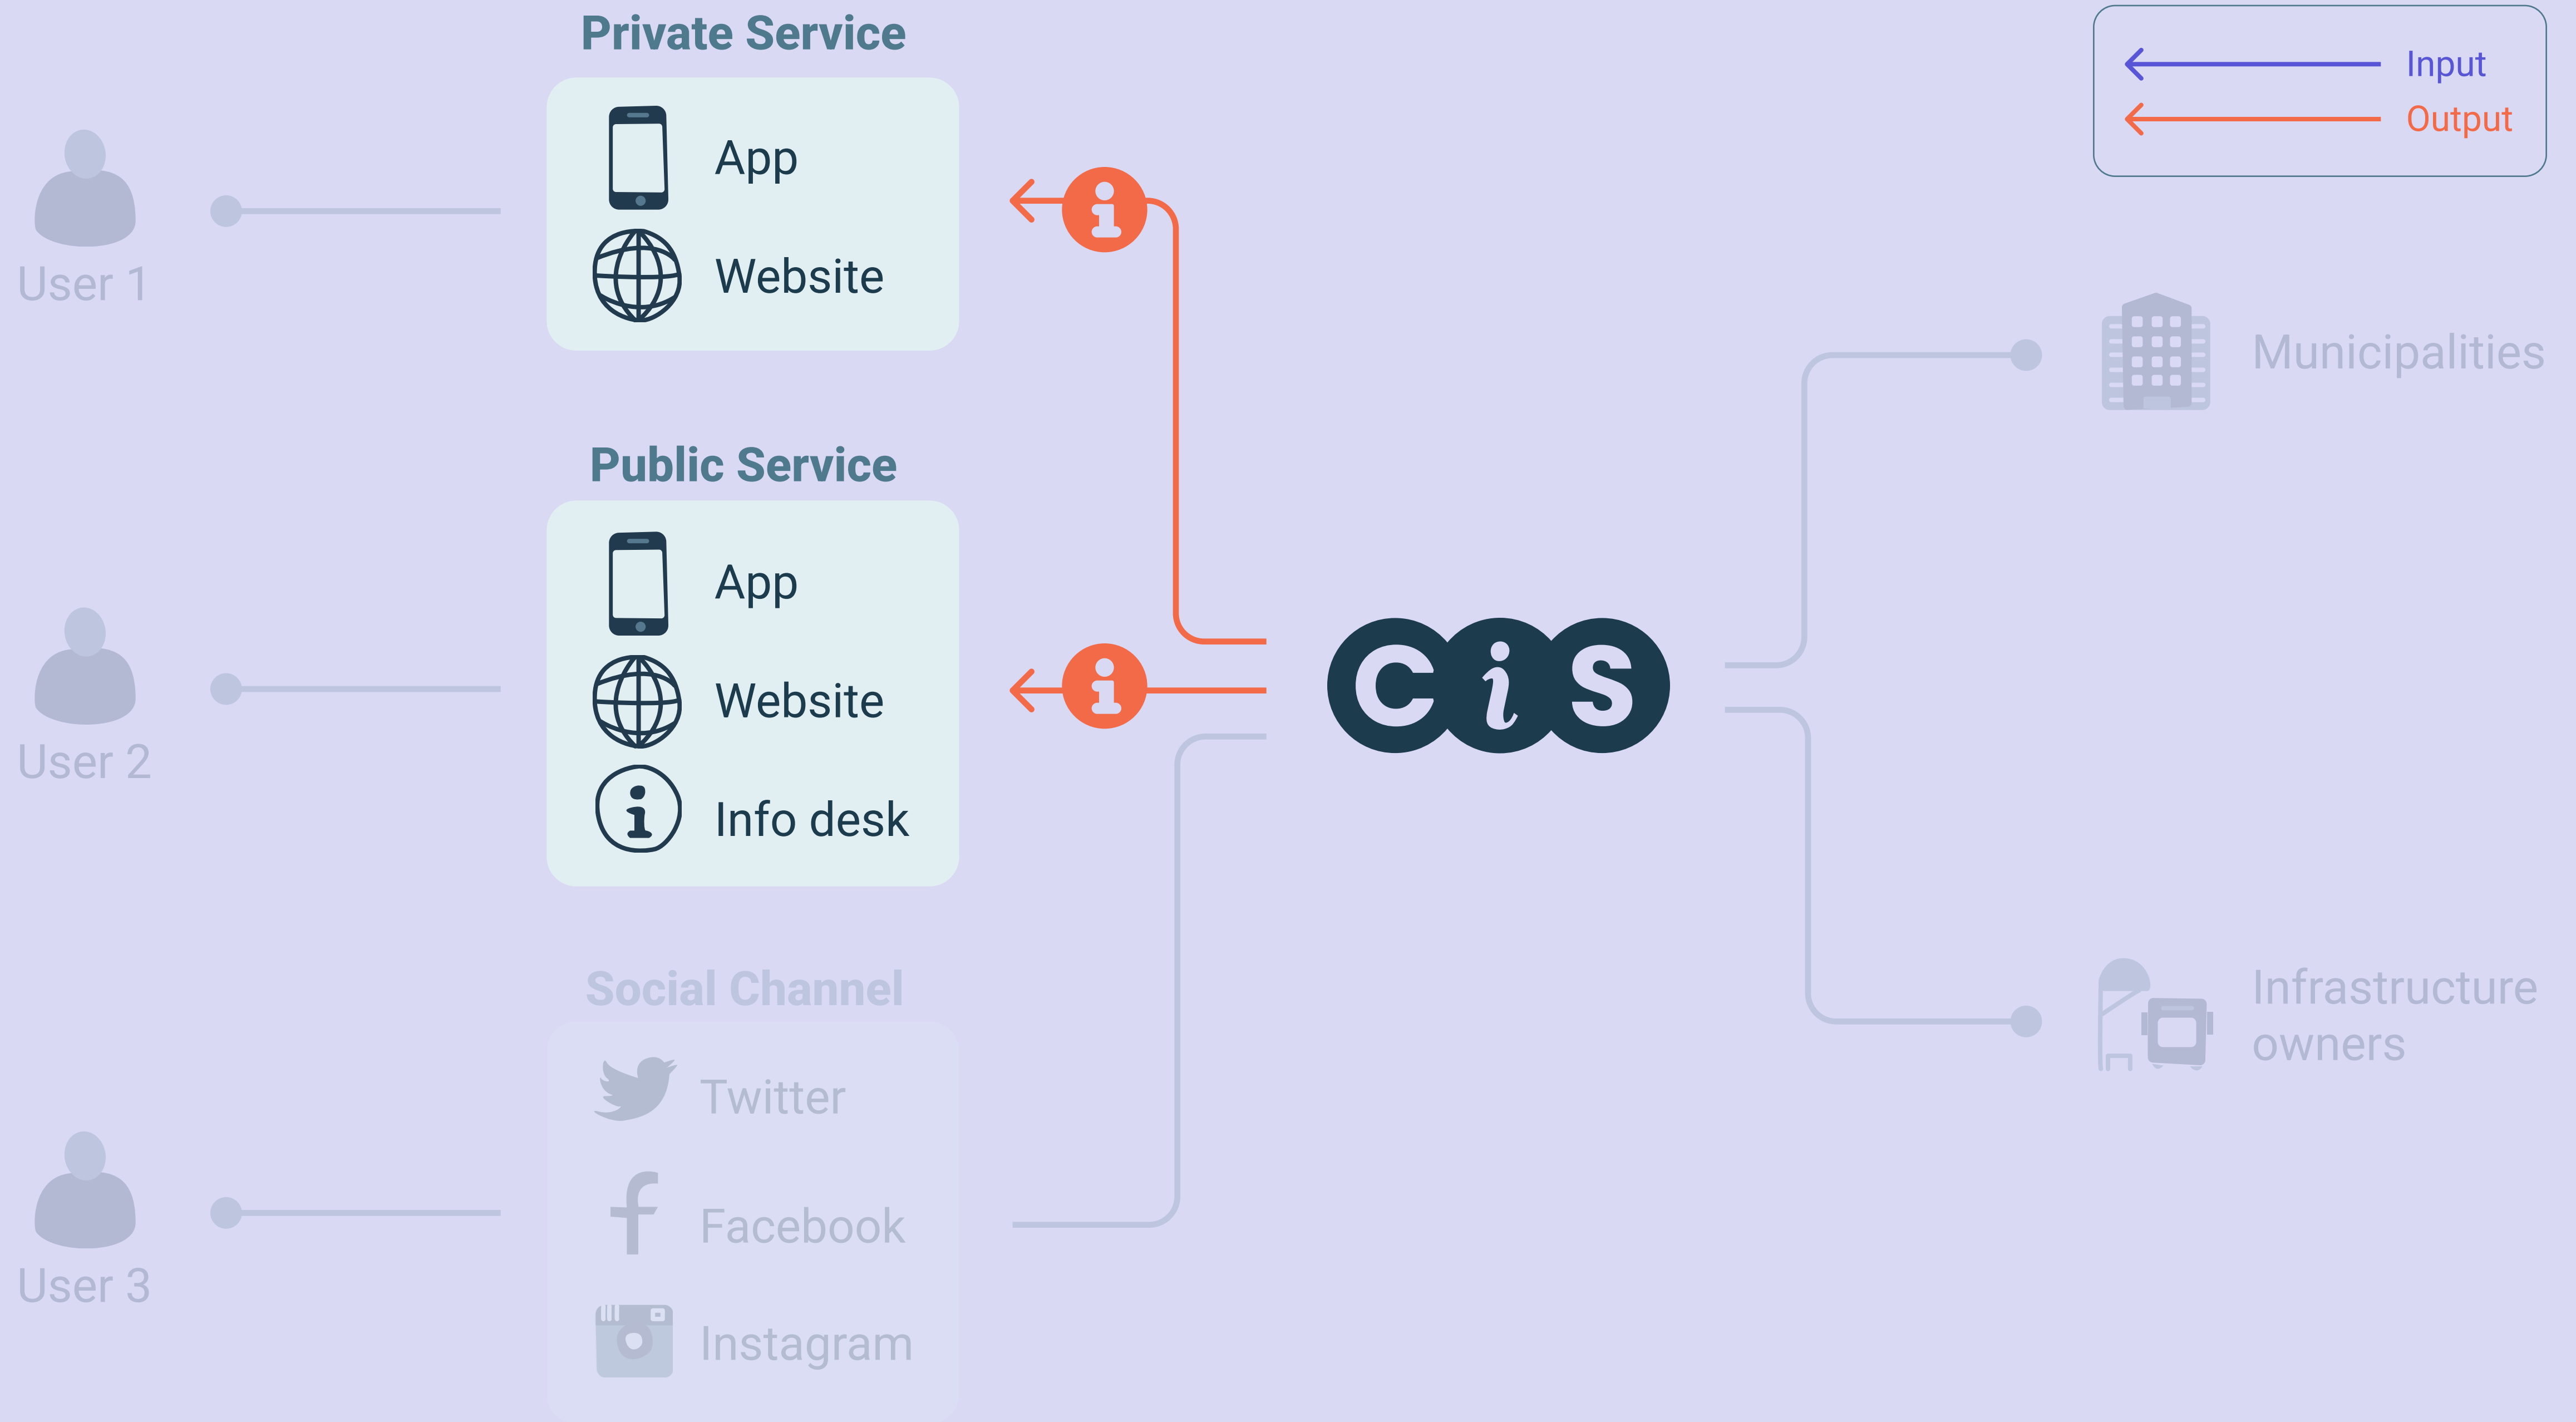 Private Service
App
Website
User 1
Public Service
App
Website
Info desk
User 2
Social Channel
Twitter
Facebook
Instagram
User 3
CiS
Input
Output
Municipalities
Infrastructure
owners